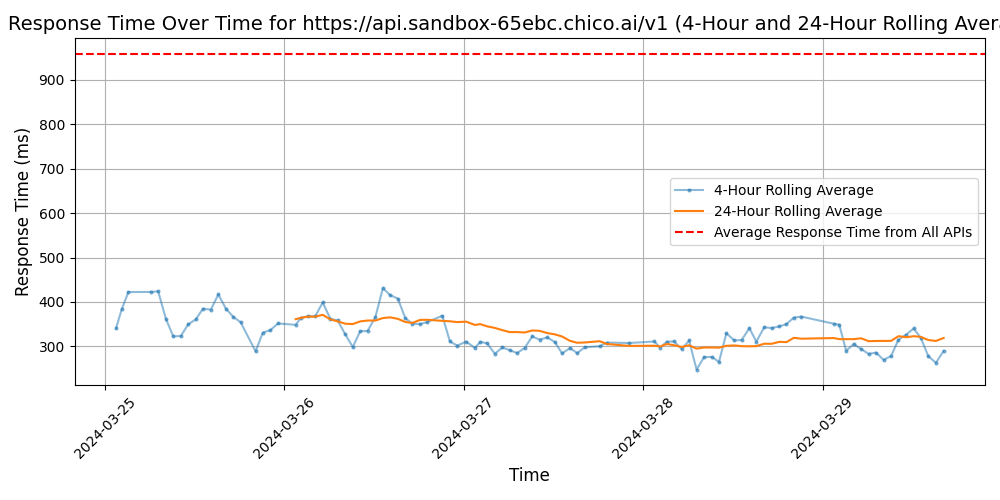 Response Time Over Time for https://api.sandbox-65ebc.chico.ai/v1 (4-Hour and 24-Hour Rolling
Response Time (ms)
900
800
700
600
500
400
300
4-Hour Rolling Average
24-Hour Rolling Average
Average Response Time from All APIs
2024-03-25
2024-03-26
2024-03-27
2024-03-28
2024-03-29
Time